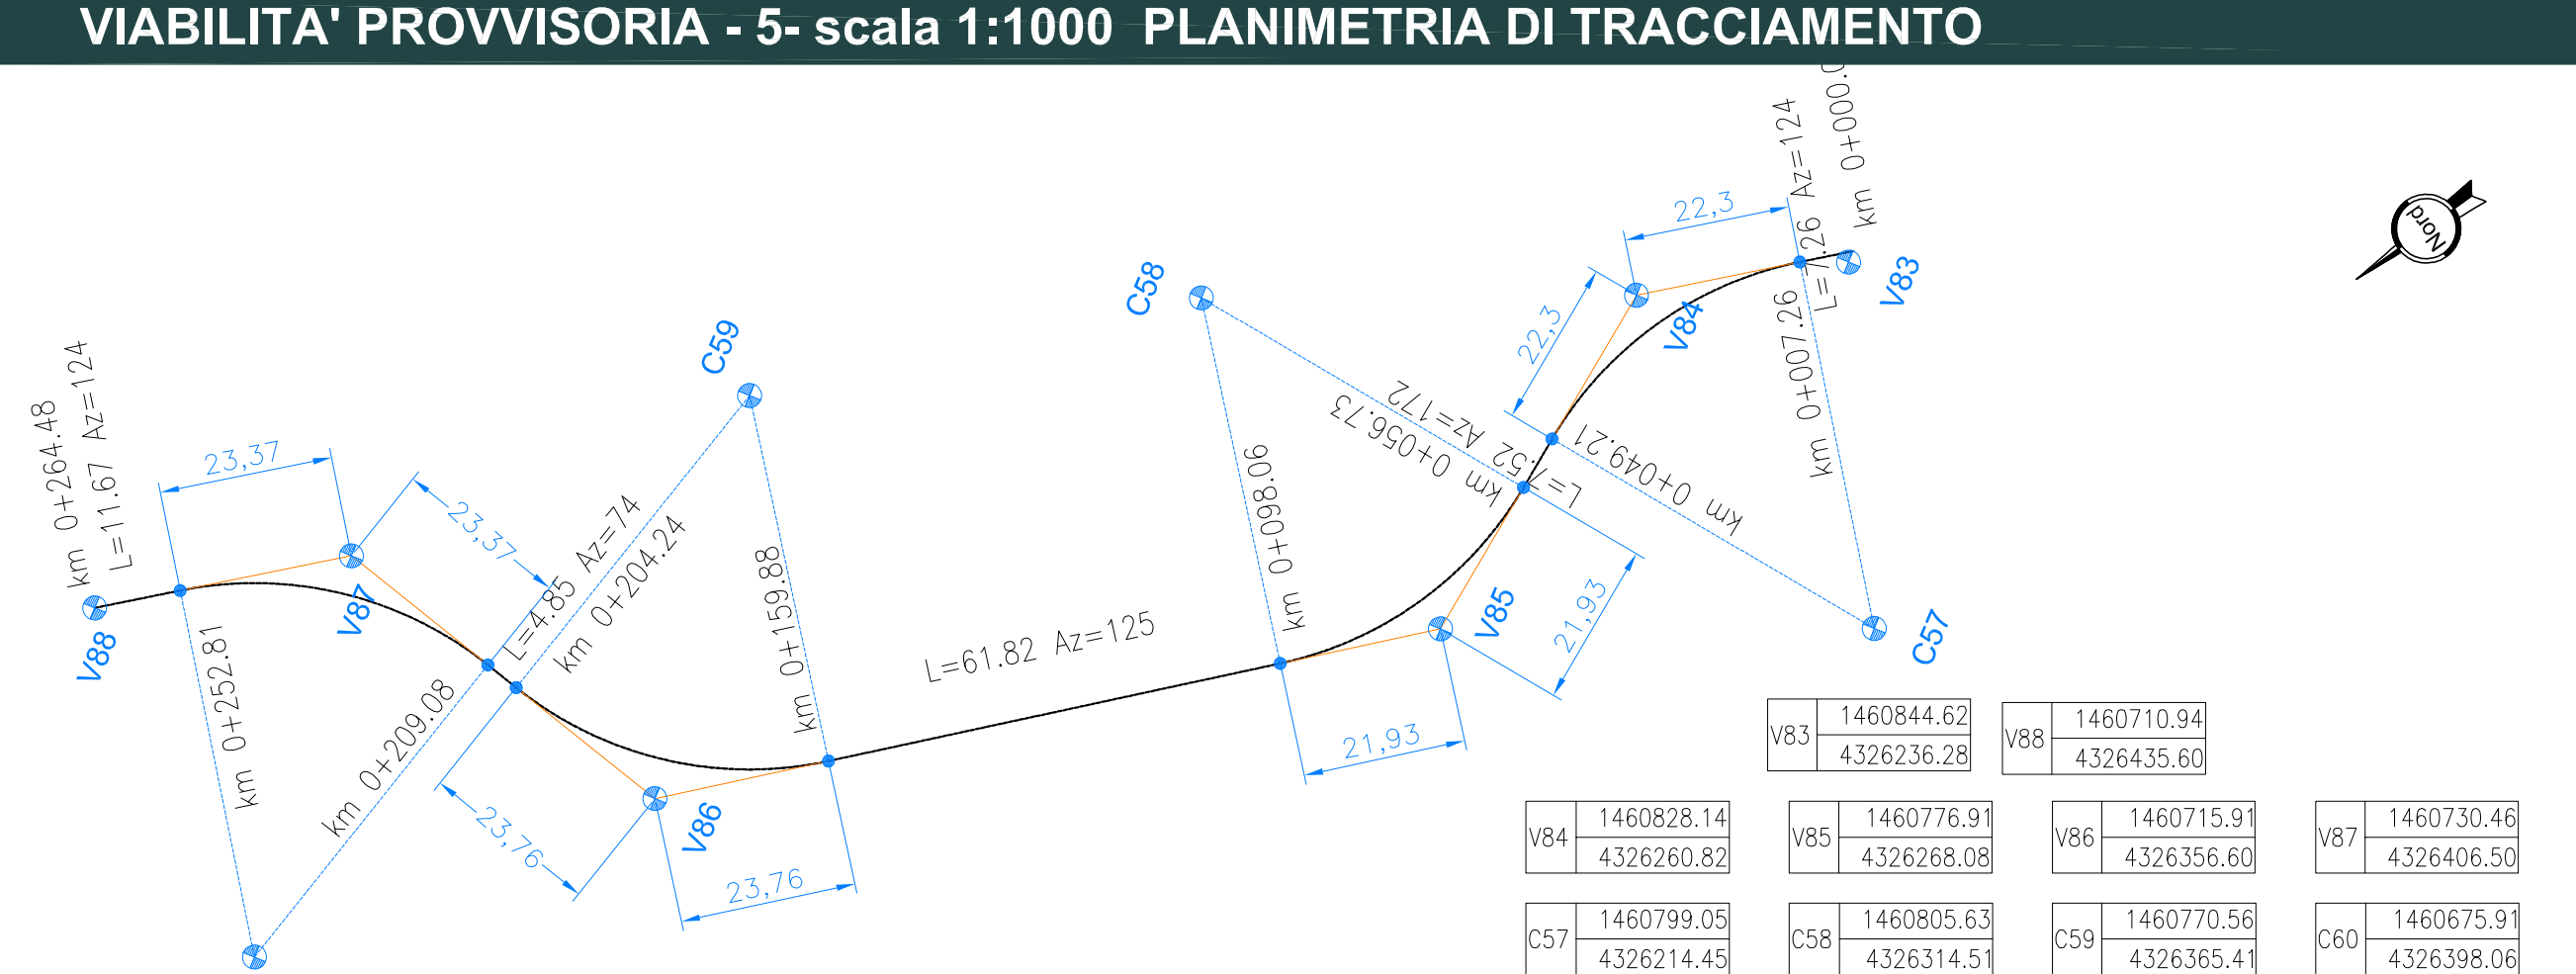 VIABILITA' PROVVISORIA - 5- scala 1:1000 PLANIMETRIA DI TRACCIAMENTO
km 0+264.48
L=11.67 Az=124
V88
23,37
km 0+252.81
V87
23,37
km 0+209.08
L=4.85 Az=74
km 0+204.24
C59
km 0+159.88
23,76
V86
23,76
L=61.82 Az=125
C58
km 0+098.06
21,93
V85
21,93
km 0+056.73
L=7.52 Az=172
km 0+049.21
22,3
22,3
V84
km 0+007.26
L=7.26 Az=124
km 0+000.0
V83
C57
Nord
V83 1460844.62
4326236.28
V88 1460710.94
4326435.60
V84 1460828.14
4326260.82
V85 1460776.91
4326268.08
V86 1460715.91
4326356.60
V87 1460730.46
4326406.50
C57 1460799.05
4326214.45
C58 1460805.63
4326314.51
C59 1460770.56
4326365.41
C60 1460675.91
4326398.06